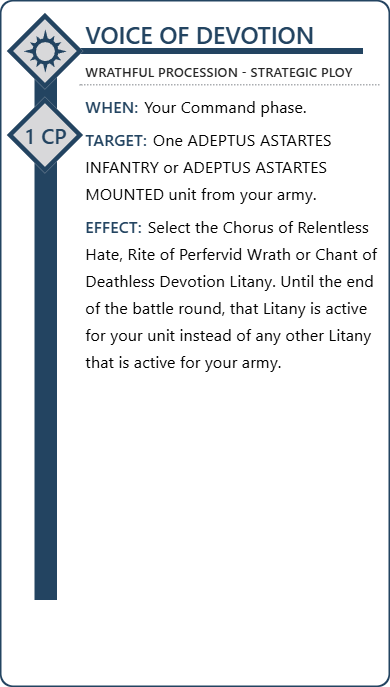 VOICE OF DEVOTION
WRATHFUL PROCESSION - STRATEGIC PLOY
WHEN: Your Command phase.
1 CP
TARGET: One ADEPTUS ASTARTES
INFANTRY or ADEPTUS ASTARTES
MOUNTED unit from your army.
EFFECT: Select the Chorus of Relentless
Hate, Rite of Perfervid Wrath or Chant of
Deathless Devotion Litany. Until the end
of the battle round, that Litany is active
for your unit instead of any other Litany
that is active for your army.